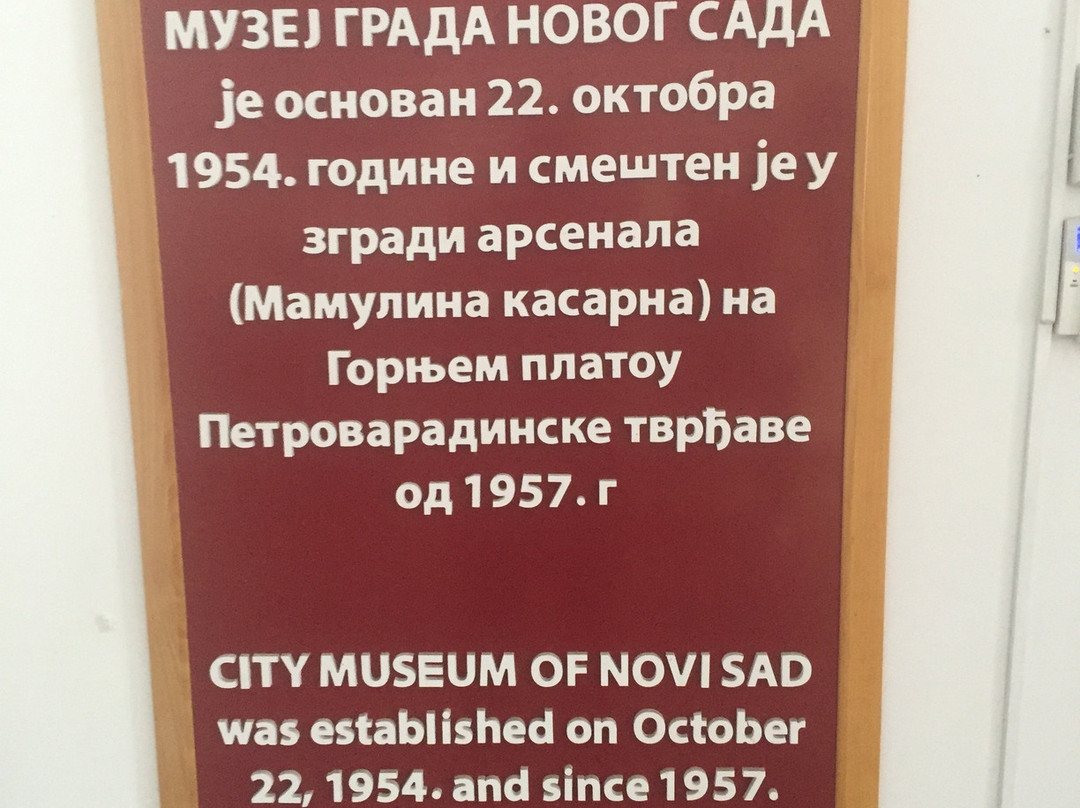 МУЗЕЈ ГРАДА НОВОГ САДА
је основан 22. октобра
1954. године и смештен је у
згради арсенала
(Мамулина касарна) на
Горњем платоу
Петроварадинске тврђаве
од 1957. г
CITY MUSEUM OF NOVI SAD
was established on October
22, 1954. and since 1957.